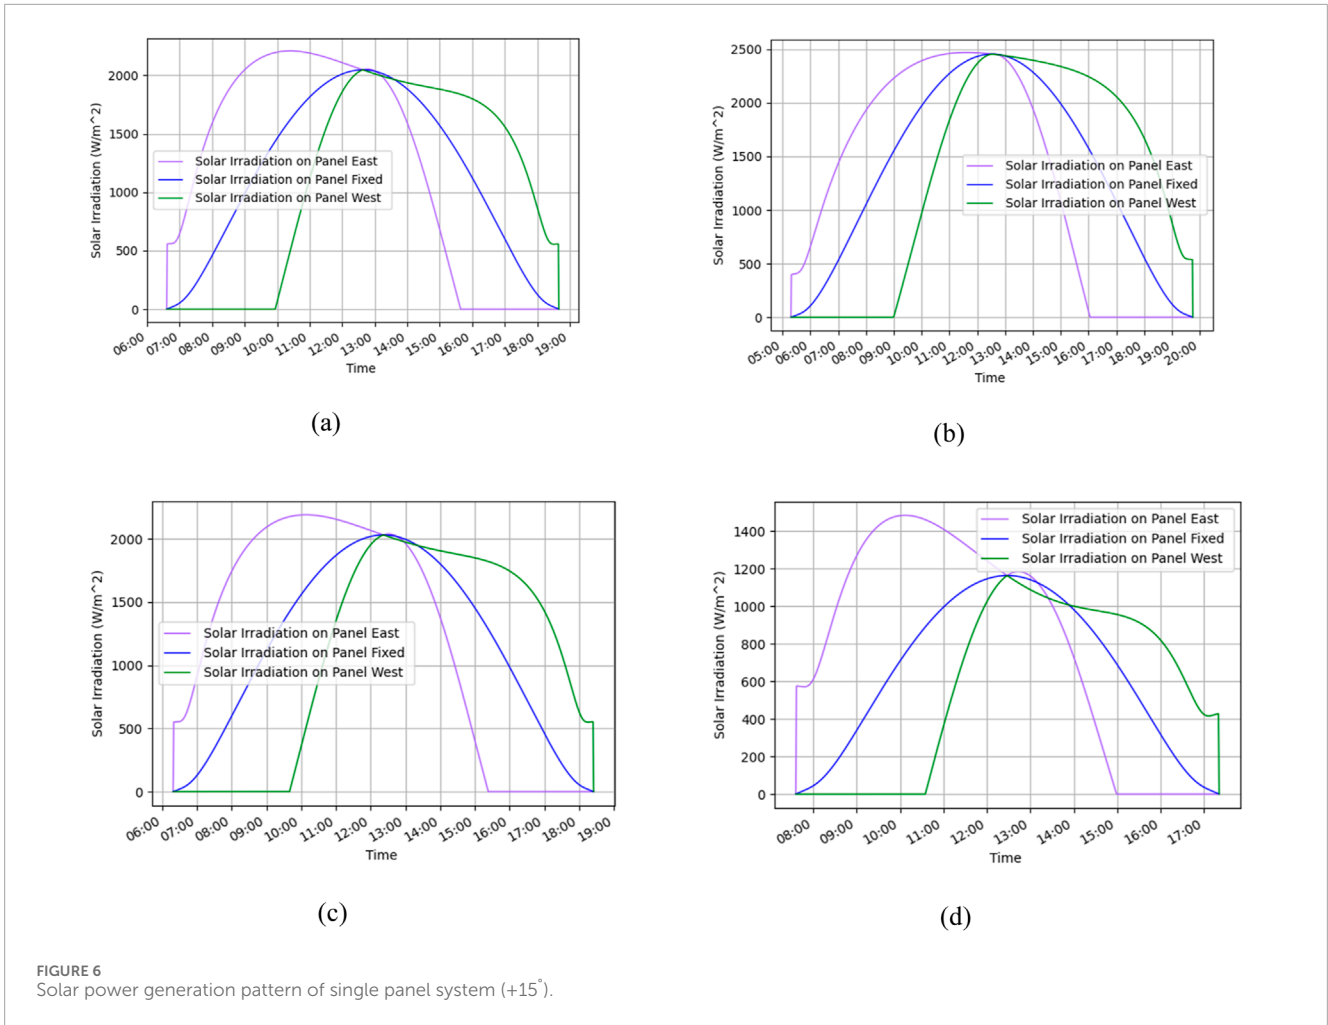 Solar Irradiation (W/m^2)
2000
1500
1000
500
0
Solar Irradiation on Panel East
Solar Irradiation on Panel Fixed
Solar Irradiation on Panel West
06:00 07:00 08:00 09:00 10:00 11:00 12:00 13:00 14:00 15:00 16:00 17:00 18:00 19:00
Time
(a)
Solar Irradiation (W/m^2)
2500
2000
1500
1000
500
0
Solar Irradiation on Panel East
Solar Irradiation on Panel Fixed
Solar Irradiation on Panel West
05:00 06:00 07:00 08:00 09:00 10:00 11:00 12:00 13:00 14:00 15:00 16:00 17:00 18:00 19:00 20:00
Time
(b)
Solar Irradiation (W/m^2)
2000
1500
1000
500
0
Solar Irradiation on Panel East
Solar Irradiation on Panel Fixed
Solar Irradiation on Panel West
06:00 07:00 08:00 09:00 10:00 11:00 12:00 13:00 14:00 15:00 16:00 17:00 18:00 19:00
Time
(c)
Solar Irradiation (W/m^2)
1400
1200
1000
800
600
400
200
0
Solar Irradiation on Panel East
Solar Irradiation on Panel Fixed
Solar Irradiation on Panel West
08:00 09:00 10:00 11:00 12:00 13:00 14:00 15:00 16:00 17:00
Time
(d)
FIGURE 6
Solar power generation pattern of single panel system (+15°).